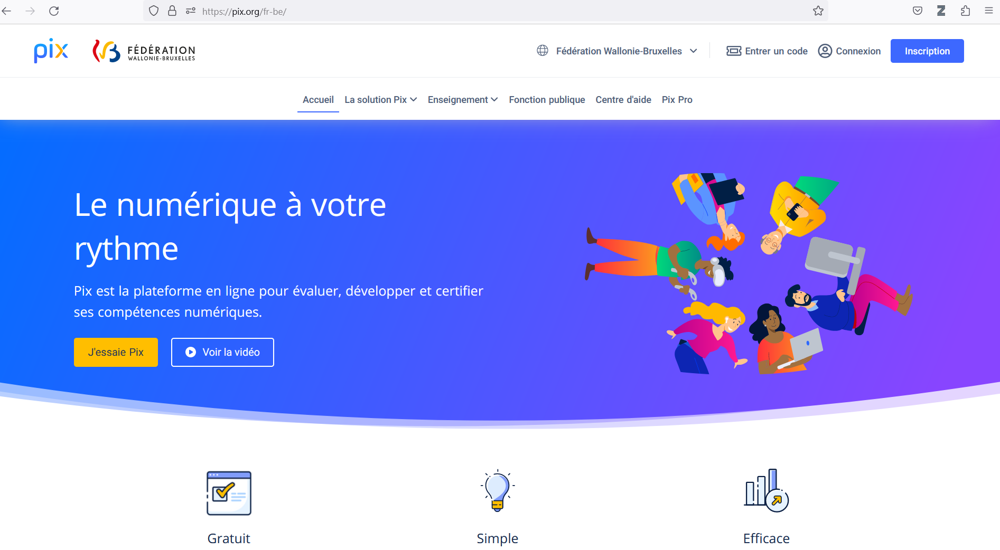 https://pix.org/fr-be/
pix
FÉDÉRATION
WALLONIE-BRUXELLES
Fédération Wallonie-Bruxelles
Entrer un code
Connexion
Inscription
Accueil
La solution Pix
Enseignement
Fonction publique
Centre d'aide
Pix Pro
Le numérique à votre
rythme
Pix est la plateforme en ligne pour évaluer, développer et certifier
ses compétences numériques.
J'essaie Pix
Voir la vidéo
Gratuit
Simple
Efficace